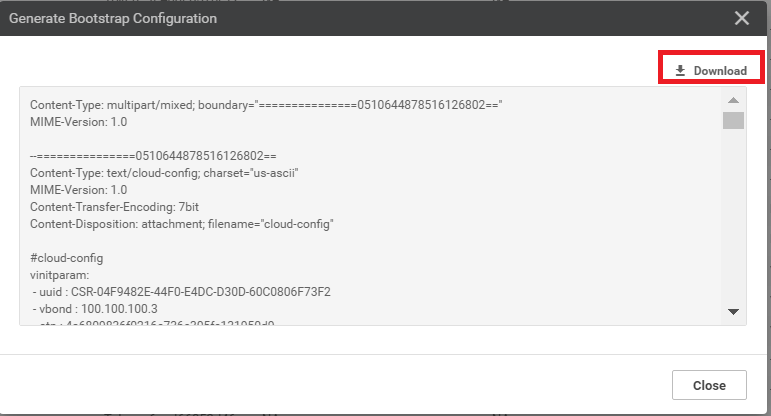 Generate Bootstrap Configuration
Download
Content-Type: multipart/mixed; boundary="===============0510644878516126802=="
MIME-Version: 1.0
--===============0510644878516126802==
Content-Type: text/cloud-config; charset="us-ascii"
MIME-Version: 1.0
Content-Transfer-Encoding: 7bit
Content-Disposition: attachment; filename="cloud-config"
#cloud-config
vinitparam:
- uuid : CSR-04F9482E-44F0-E4DC-D30D-60C0806F73F2
- vbond : 100.100.100.3
Close